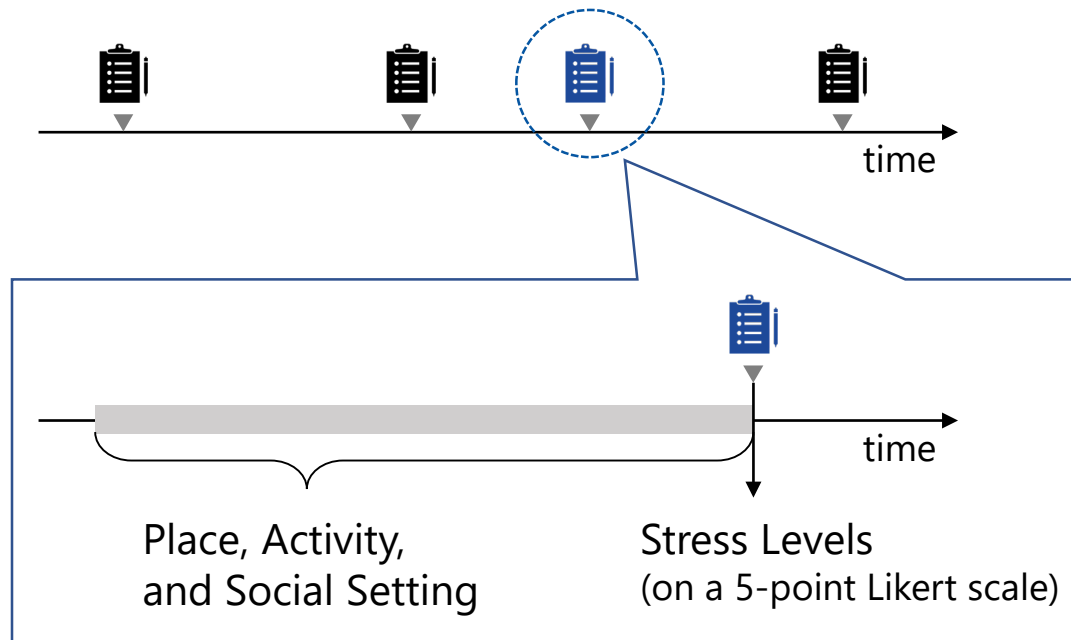 time
time
Place, Activity,
and Social Setting
Stress Levels
(on a 5-point Likert scale)